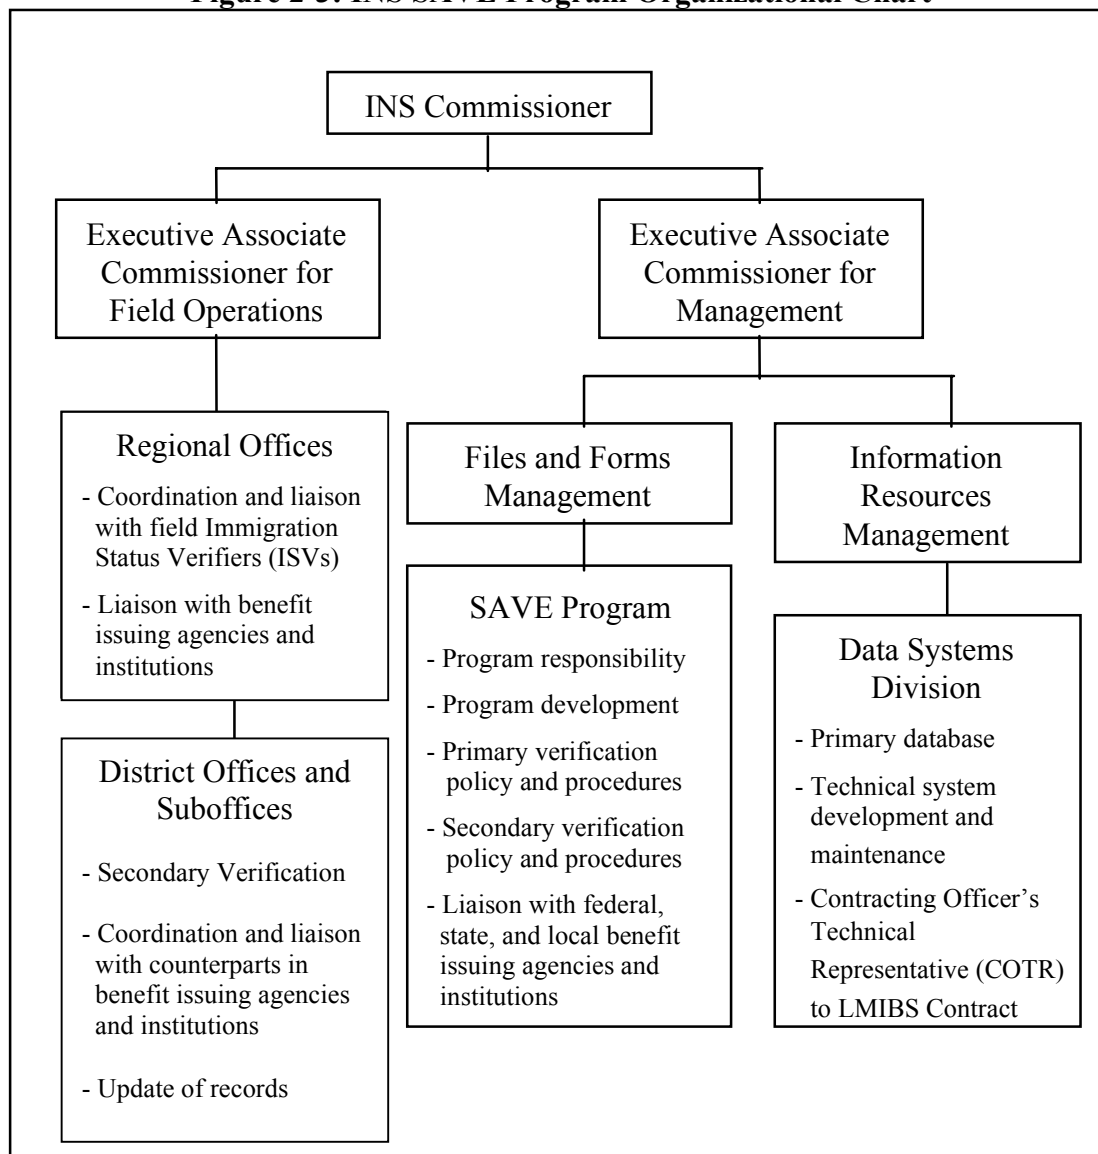 Figure 2-3: INS SAVE Program Organizational Chart
INS Commissioner
Executive Associate
Commissioner for
Field Operations
Executive Associate
Commissioner for
Management
Regional Offices
- Coordination and liaison
with field Immigration
Status Verifiers (ISVs)
- Liaison with benefit
issuing agencies and
institutions
District Offices and
Suboffices
- Secondary Verification
- Coordination and liaison
with counterparts in
benefit issuing agencies
and institutions
- Update of records
Files and Forms
Management
SAVE Program
- Program responsibility
- Program development
- Primary verification
policy and procedures
- Secondary verification
policy and procedures
- Liaison with federal,
state, and local benefit
issuing agencies and
institutions
Information
Resources
Management
Data Systems
Division
- Primary database
- Technical system
development and
maintenance
- Contracting Officer’s
Technical
Representative (COTR)
to LMIBS Contract